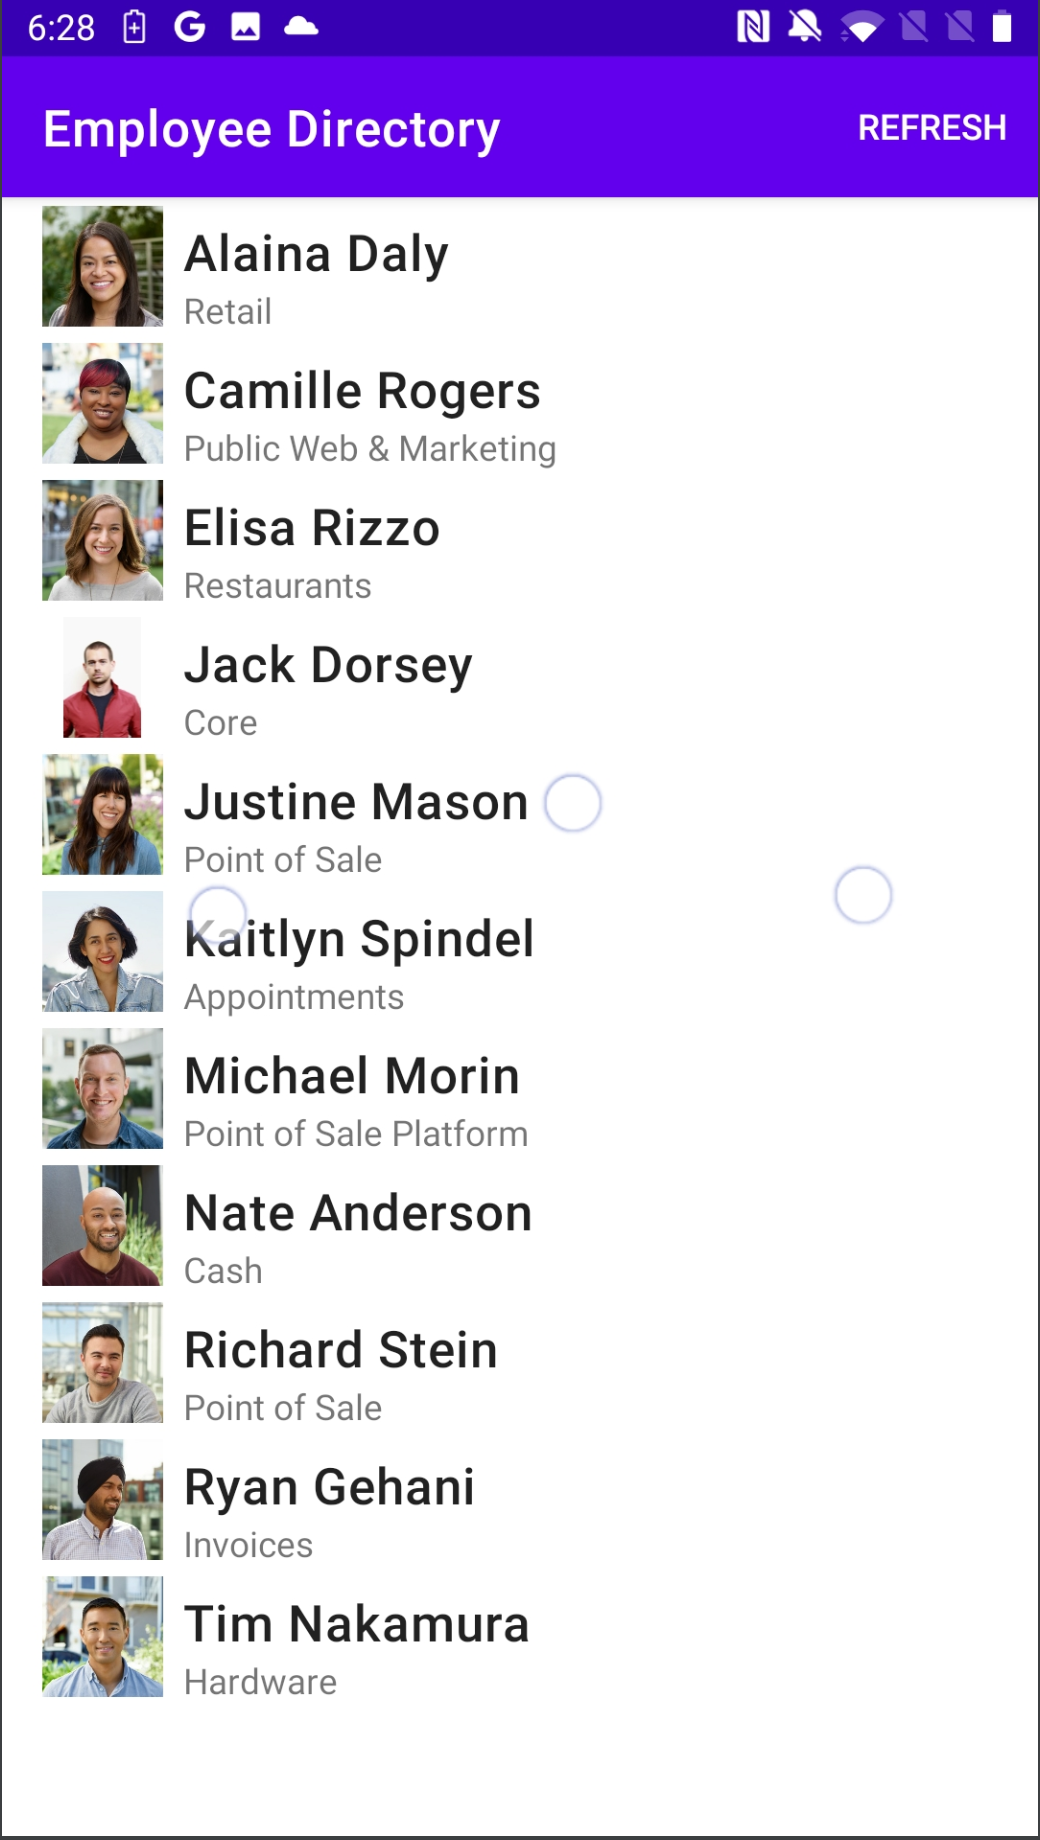 6:28
Employee Directory
REFRESH
Alaina Daly
Retail
Camille Rogers
Public Web & Marketing
Elisa Rizzo
Restaurants
Jack Dorsey
Core
Justine Mason
Point of Sale
Kaitlyn Spindel
Appointments
Michael Morin
Point of Sale Platform
Nate Anderson
Cash
Richard Stein
Point of Sale
Ryan Gehani
Invoices
Tim Nakamura
Hardware